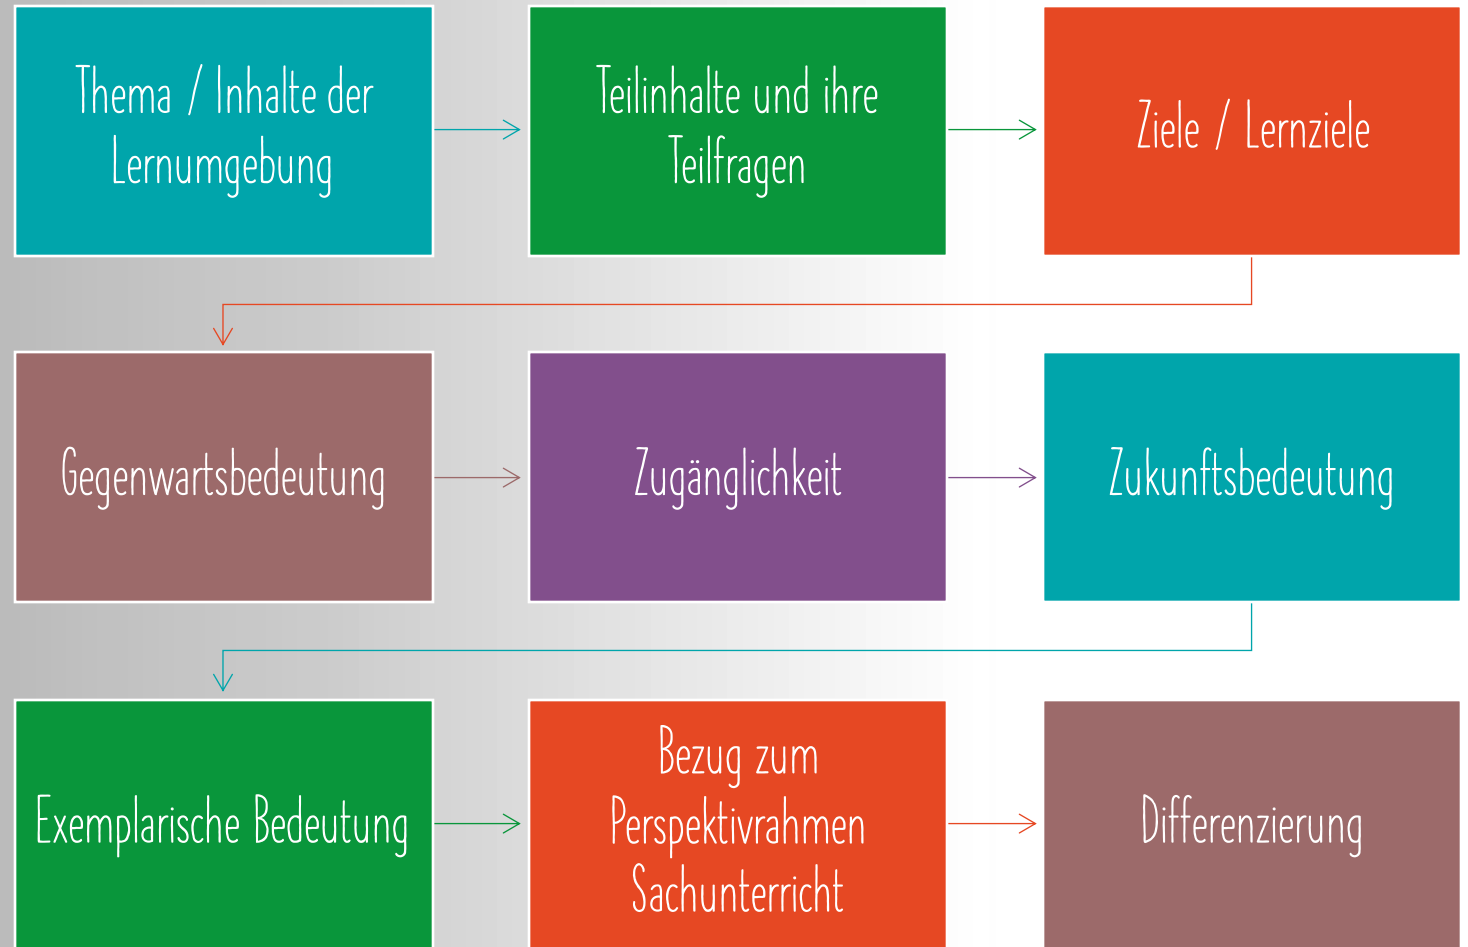 Thema / Inhalte der
Lernumgebung
Teilinhalte und ihre
Teilfragen
Ziele / Lernziele
Gegenwartsbedeutung
Zugänglichkeit
Zukunftsbedeutung
Exemplarische Bedeutung
Bezug zum
Perspektivrahmen
Sachunterricht
Differenzierung